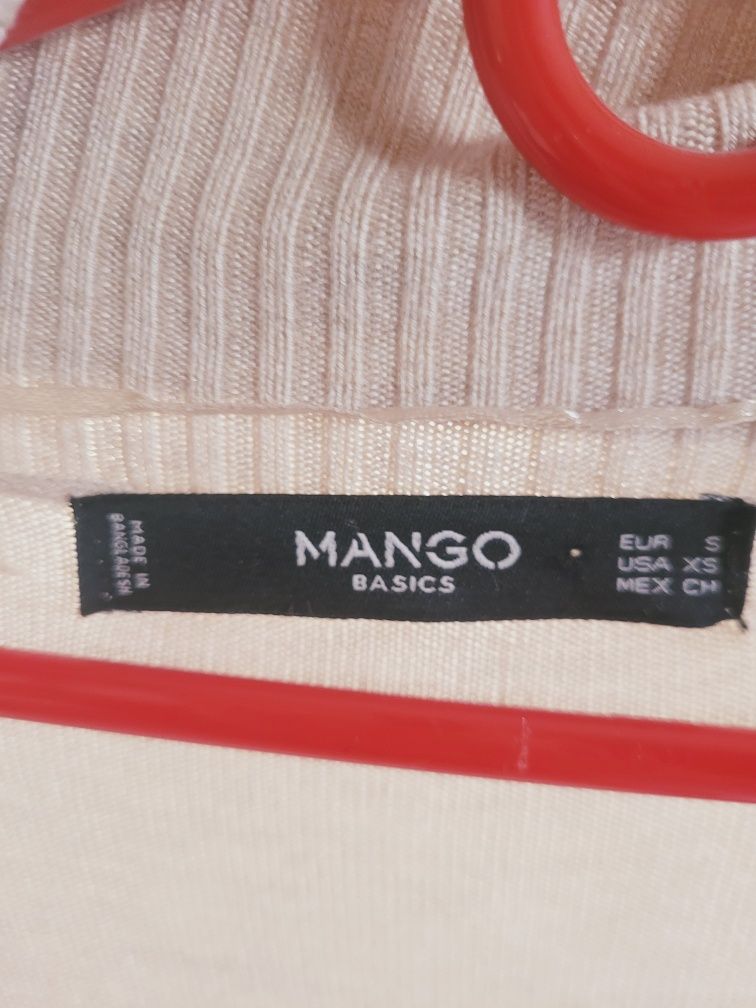 MADE IN
BANGLADESH
MANGO
BASICS
EUR S
USA XS
MEX CH